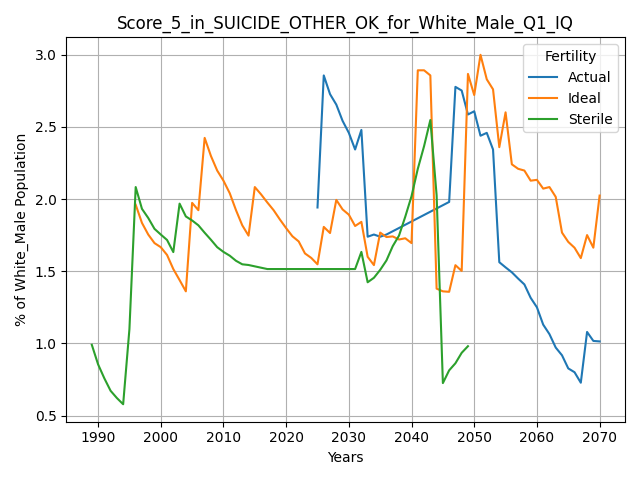 Score_5_in_SUICIDE_OTHER_OK_for_White_Male_Q1_IQ
Fertility
Actual
Ideal
Sterile
% of White_Male Population
3.0
2.5
2.0
1.5
1.0
0.5
1990 2000 2010 2020 2030 2040 2050 2060 2070
Years